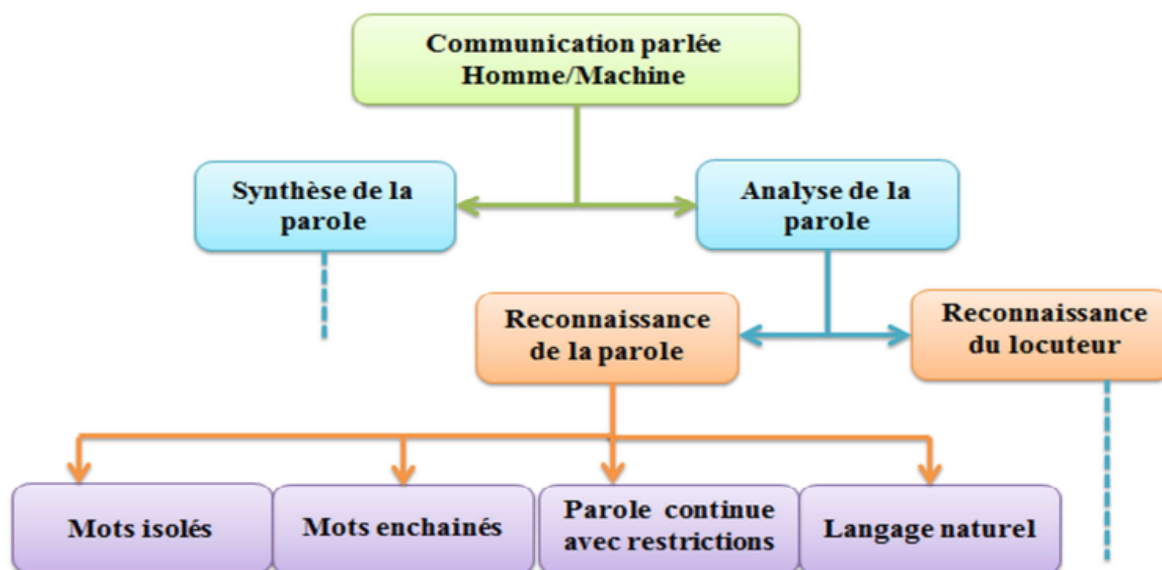 Communication parlée
Homme/Machine
Synthèse de la
parole
Analyse de la
parole
Reconnaissance
de la parole
Reconnaissance
du locuteur
Mots isolés
Mots enchainés
Parole continue
avec restrictions
Langage naturel